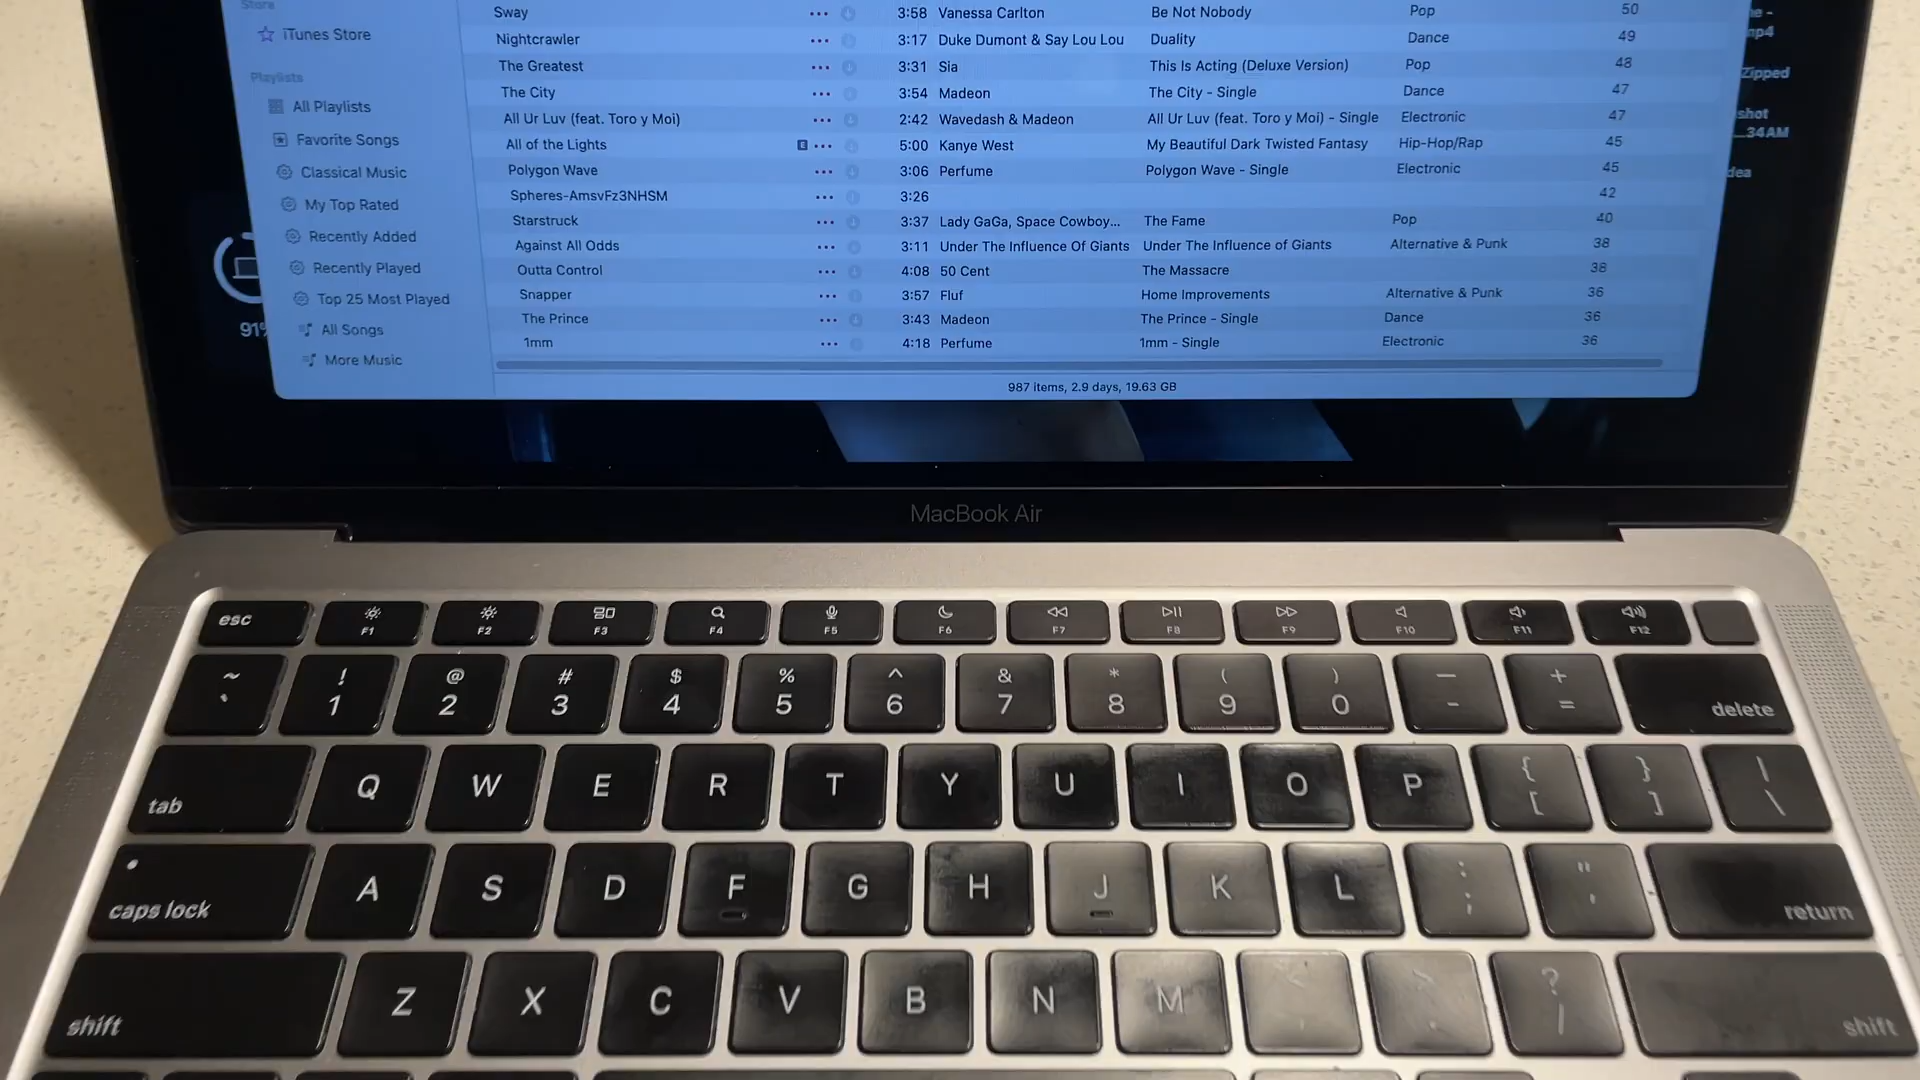 Store
Sway ••• 3:58 Vanessa Carlton Be Not Nobody Pop 50
iTunes Store
Nightcrawler ••• 3:17 Duke Dumont & Say Lou Lou Duality Dance 49
mp4
The Greatest ••• 3:31 Sia This Is Acting (Deluxe Version) Pop 48
Zipped
Playlists
The City ••• 3:54 Madeon The City - Single Dance 47
All Playlists
All Ur Luv (feat. Toro y Moi) ••• 2:42 Wavedash & Madeon All Ur Luv (feat. Toro y Moi) - Single Electronic 47
shot
...34AM
Favorite Songs
All of the Lights E ••• 5:00 Kanye West My Beautiful Dark Twisted Fantasy Hip-Hop/Rap 45
Classical Music
Polygon Wave ••• 3:06 Perfume Polygon Wave - Single Electronic 45
dea
My Top Rated
Spheres-AmsvFz3NHSM ••• 3:26 42
Starstruck ••• 3:37 Lady GaGa, Space Cowboy... The Fame Pop 40
Recently Added
Against All Odds ••• 3:11 Under The Influence Of Giants Under The Influence of Giants Alternative & Punk 38
Recently Played
Outta Control ••• 4:08 50 Cent The Massacre 38
Top 25 Most Played
Snapper ••• 3:57 Fluf Home Improvements Alternative & Punk 36
91%
All Songs
The Prince ••• 3:43 Madeon The Prince - Single Dance 36
More Music
1mm ••• 4:18 Perfume 1mm - Single Electronic 36
987 items, 2.9 days, 19.63 GB
MacBook Air
esc F1 F2 F3 F4 F5 F6 F7 F8 F9 F10 F11 F12
~ ! @ # $ % ^ & * ( ) — +
` 1 2 3 4 5 6 7 8 9 0 - = delete
tab Q W E R T Y U I O P { [ } ] | \
caps lock A S D F G H J K L : ; " ' return
shift Z X C V B N M < , > . ? / shift